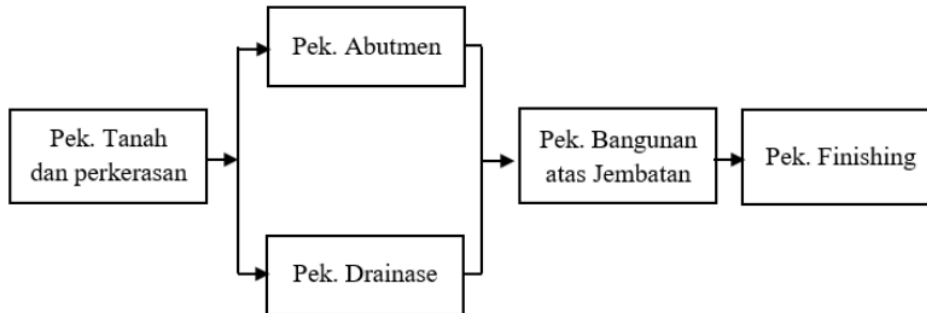 Pek. Tanah
dan perkerasan
Pek. Abutmen
Pek. Drainase
Pek. Bangunan
atas Jembatan
Pek. Finishing